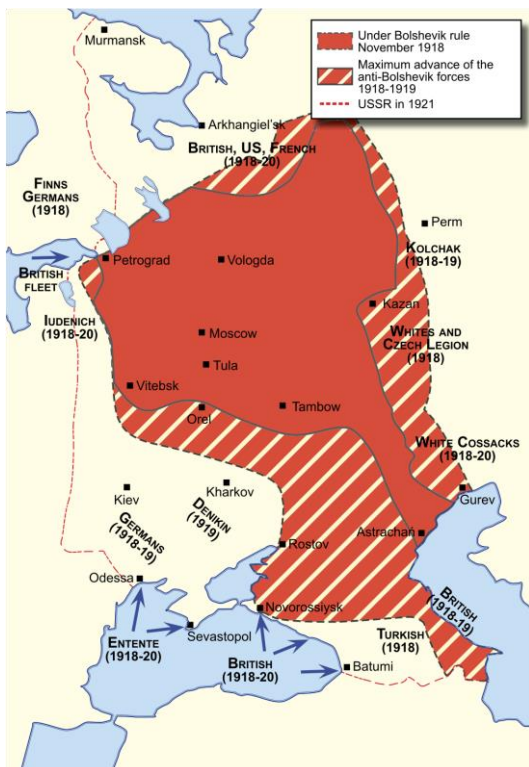 Under Bolshevik rule
November 1918
Maximum advance of the
anti-Bolshevik forces
1918-1919
USSR in 1921
Murmansk
Arkhangiel'sk
BRITISH, US, FRENCH
(1918-20)
FINNS
GERMANS
(1918)
Perm
KOLCHAK
(1918-19)
Petrograd
Vologda
BRITISH
FLEET
Kazan
IUDENICH
(1918-20)
WHITES AND
CZECH LEGION
(1918)
Moscow
Tula
Vitebsk
Tambow
Orel
WHITE COSSACKS
(1918-20)
Kharkov
Kiev
Gurev
DENIKIN
(1919)
GERMANS
(1918-19)
Astrachań
Rostov
Odessa
BRITISH
(1918-19)
Novorossiysk
Sevastopol
ENTENTE
(1918-20)
TURKISH
(1918)
BRITISH
(1918-20)
Batumi